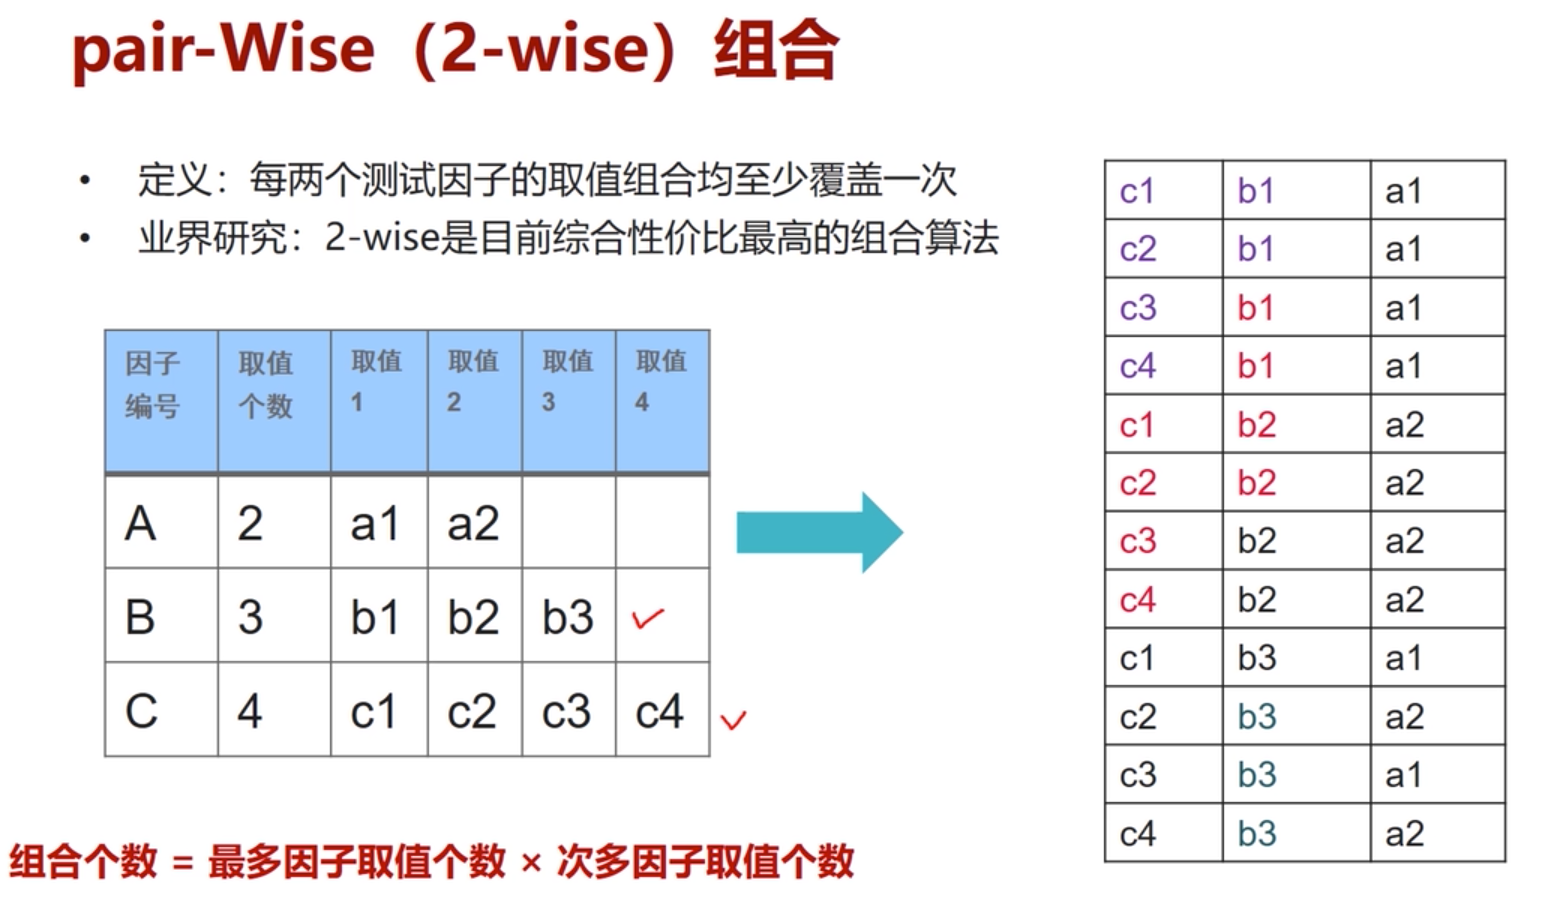 pair-Wise（2-wise）组合
• 定义：每两个测试因子的取值组合均至少覆盖一次
• 业界研究：2-wise是目前综合性价比最高的组合算法
因子编号 取值个数 取值1 取值2 取值3 取值4
A 2 a1 a2
B 3 b1 b2 b3
C 4 c1 c2 c3 c4
组合个数 = 最多因子取值个数 × 次多因子取值个数
c1 b1 a1
c2 b1 a1
c3 b1 a1
c4 b1 a1
c1 b2 a2
c2 b2 a2
c3 b2 a2
c4 b2 a2
c1 b3 a1
c2 b3 a2
c3 b3 a1
c4 b3 a2